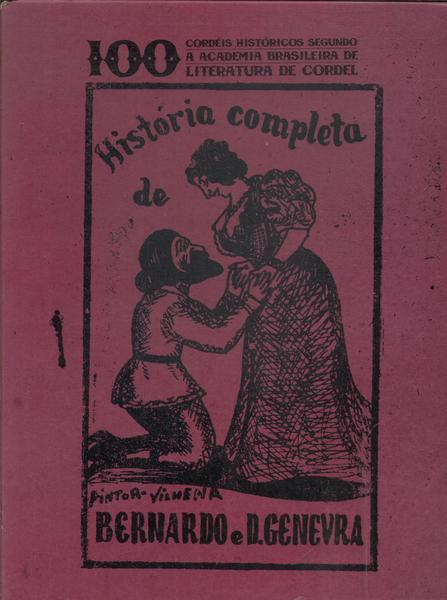 100 CORDÉIS HISTÓRICOS SEGUNDO
A ACADEMIA BRASILEIRA DE
LITERATURA DE CORDEL
História completa
de
PINTOR-VILHENA
BERNARDO e D.GENEVRA